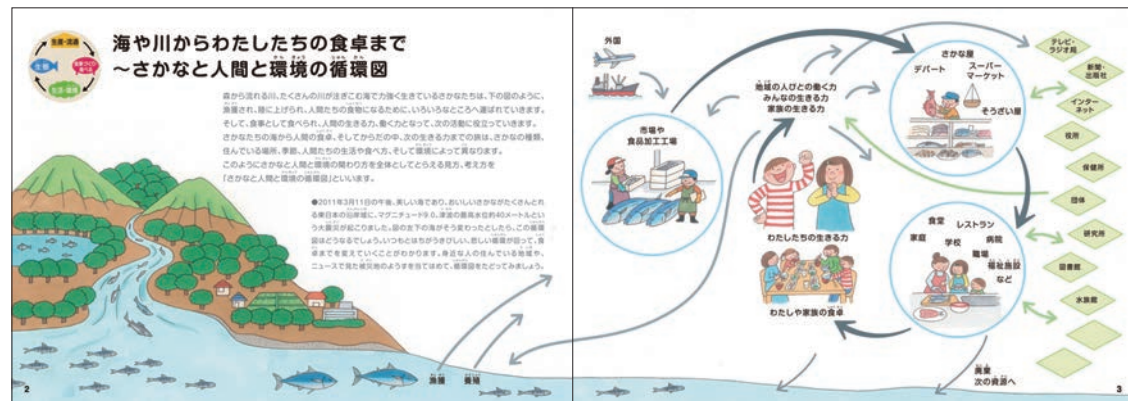 生産・流通
生態
食事づくり・食べる
生活・環境
海や川からわたしたちの食卓まで
〜さかなと人間と環境の循環図
かん きょう
じゅん かん ず
森から流れる川、たくさんの川が注ぎこむ海で力強く生きているさかなたちは、下の図のように、
漁獲され、陸に上げられ、人間たちの食物になるために、いろいろなところへ運ばれていきます。
そして、食事として食べられ、人間の生きる力、働く力となって、次の活動に役立っていきます。
さかなたちの海から人間の食卓、そしてからだの中、次の生きる力までの旅は、さかなの種類、
住んでいる場所、季節、人間たちの生活や食べ方、そして環境によって異なります。
このようにさかなと人間と環境の関わり方を全体としてとらえる見方、考え方を
「さかなと人間と環境の循環図」といいます。
●2011年3月11日の午後、美しい海であり、おいしいさかながたくさんとれ
る東日本の沿岸域に、マグニチュード9.0、津波の最高水位約40メートルとい
う大震災が起こりました。図の左下の海がそう変わったとしたら、この循環
図はどうなるでしょう。いつもとはちがうきびしい、悲しい循環が回って、食
卓までを変えていくことがわかります。身近な人の住んでいる地域や、
ニュースで見た被災地のようすを当てはめて、循環図をたどってみましょう。
漁獲
養殖
2
外国
市場や
食品加工工場
地域の人びととの働く力
みんなの生きる力
家族の生きる力
わたしたちの生きる力
わたしや家族の食卓
さかな屋
デパート
スーパー
マーケット
そうざい屋
食堂
レストラン
家庭
学校
病院
職場
福祉施設
など
廃棄
次の資源へ
テレビ・
ラジオ局
新聞・
出版社
インター
ネット
役所
保健所
団体
研究所
図書館
水族館
3